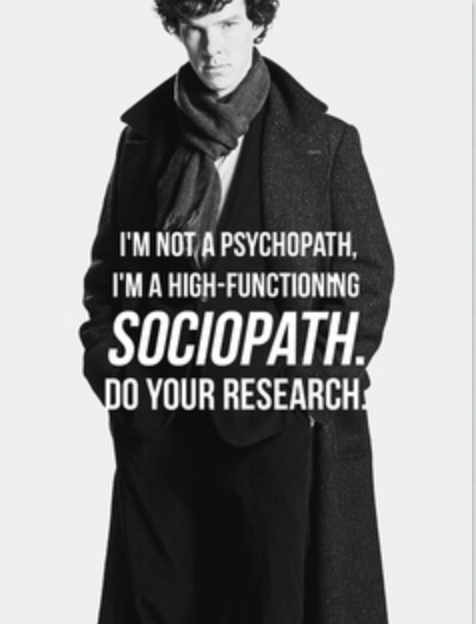 I'M NOT A PSYCHOPATH,
I'M A HIGH-FUNCTIONING
SOCIOPATH.
DO YOUR RESEARCH.